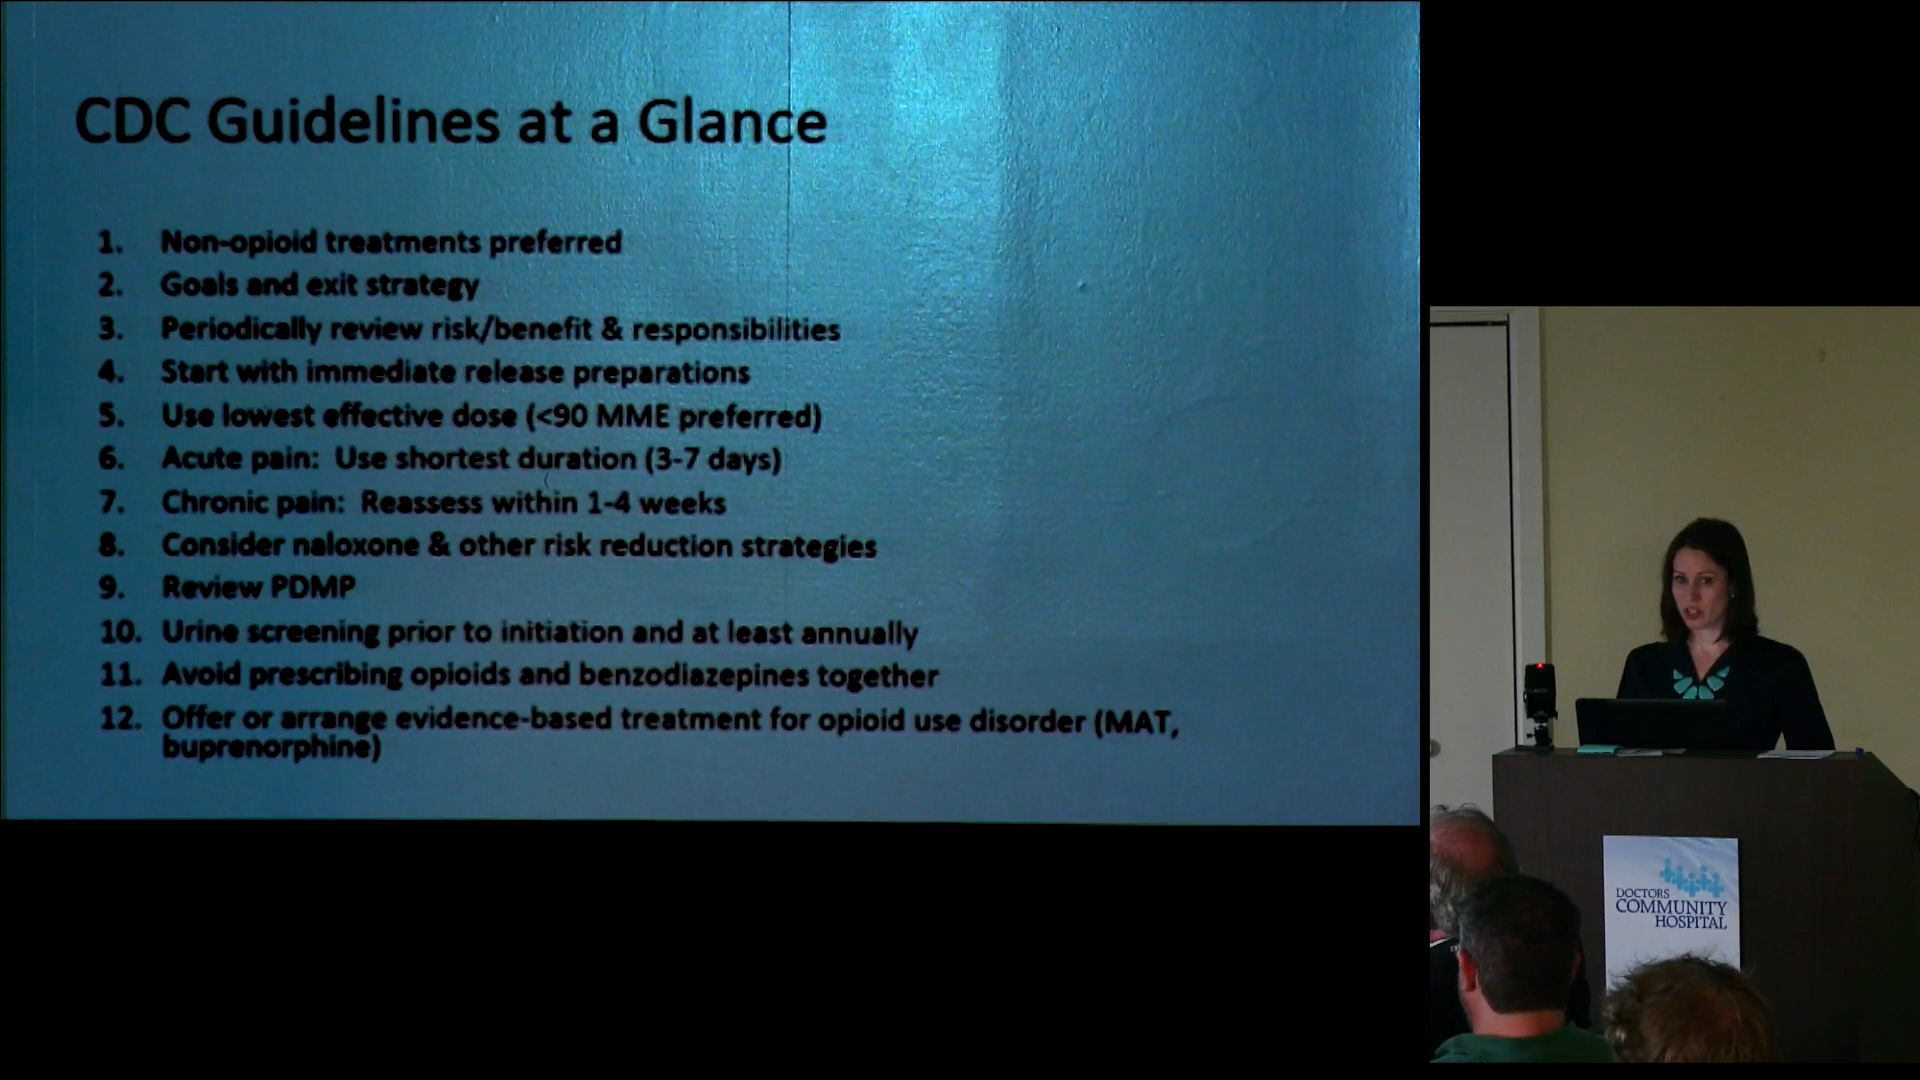 CDC Guidelines at a Glance
1. Non-opioid treatments preferred
2. Goals and exit strategy
3. Periodically review risk/benefit & responsibilities
4. Start with immediate release preparations
5. Use lowest effective dose (<90 MME preferred)
6. Acute pain: Use shortest duration (3-7 days)
7. Chronic pain: Reassess within 1-4 weeks
8. Consider naloxone & other risk reduction strategies
9. Review PDMP
10. Urine screening prior to initiation and at least annually
11. Avoid prescribing opioids and benzodiazepines together
12. Offer or arrange evidence-based treatment for opioid use disorder (MAT,
buprenorphine)
DOCTORS
COMMUNITY
HOSPITAL